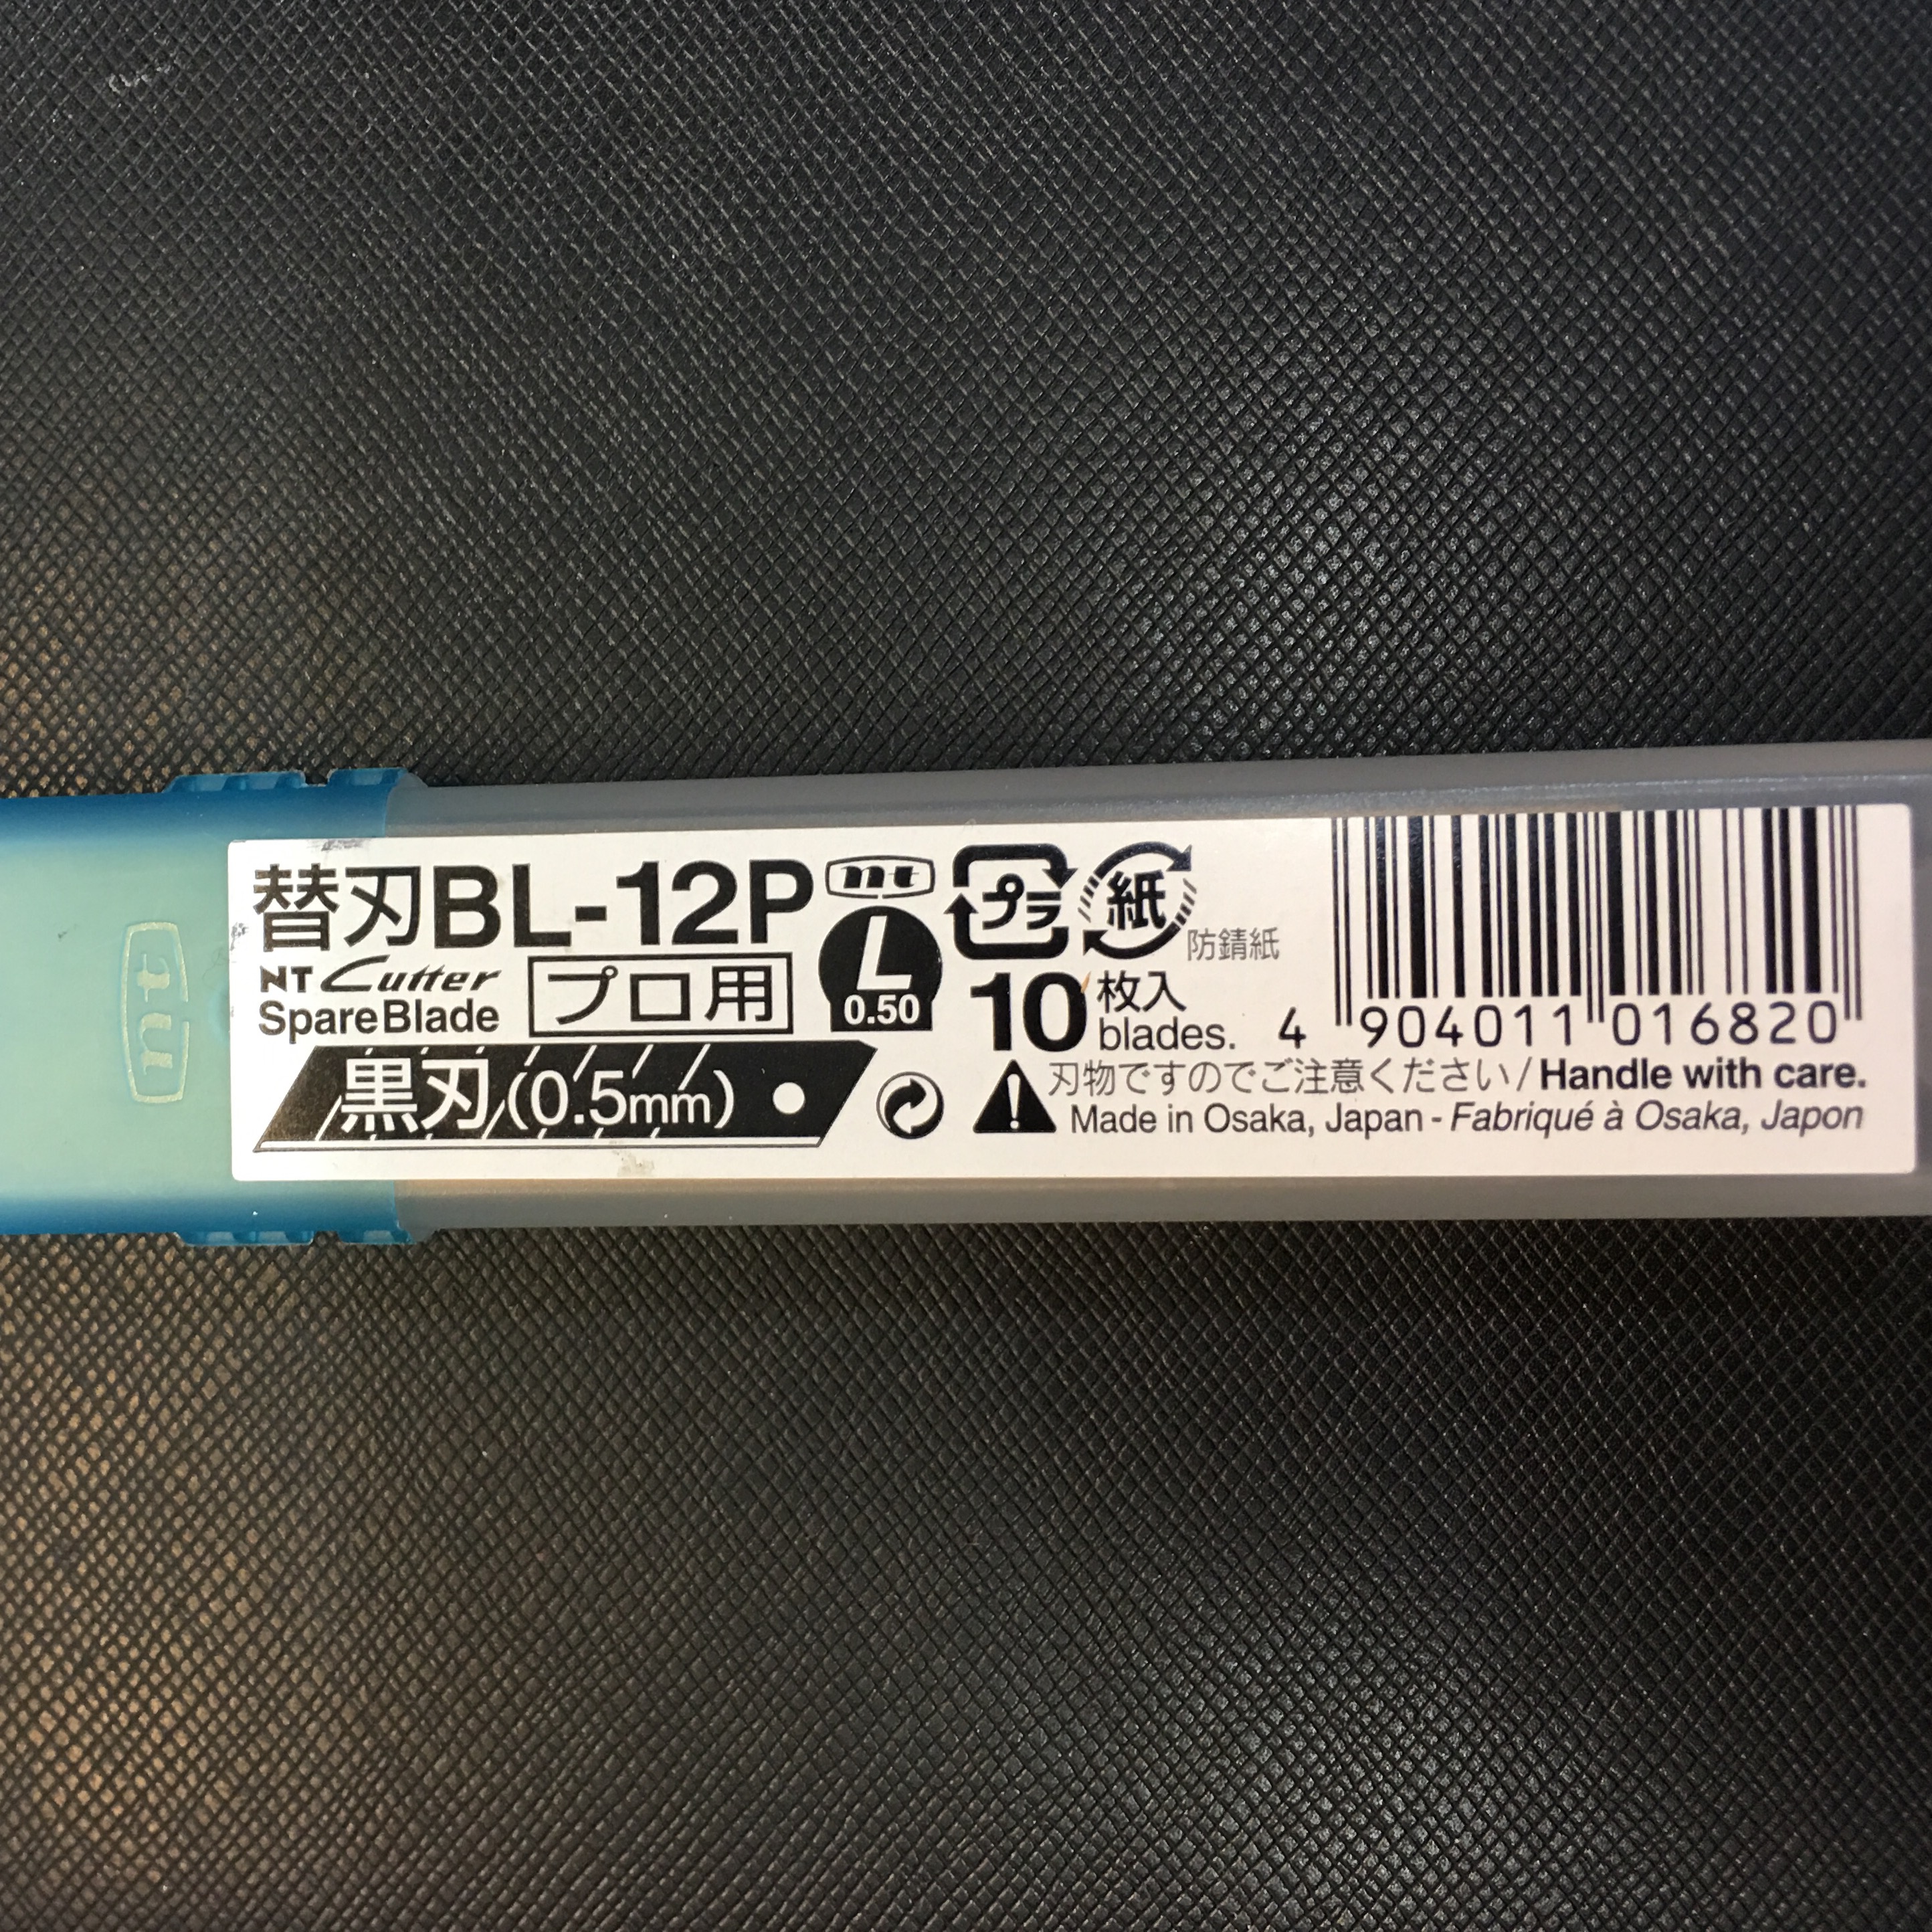 替刃BL-12P
nt
NT Cutter
Spare Blade
プロ用
L
0.50
黒刃(0.5mm)
プラ
紙
防錆紙
10枚入
blades.
4 904011 016820
刃物ですのでご注意ください/Handle with care.
Made in Osaka, Japan - Fabriqué à Osaka, Japon
nt